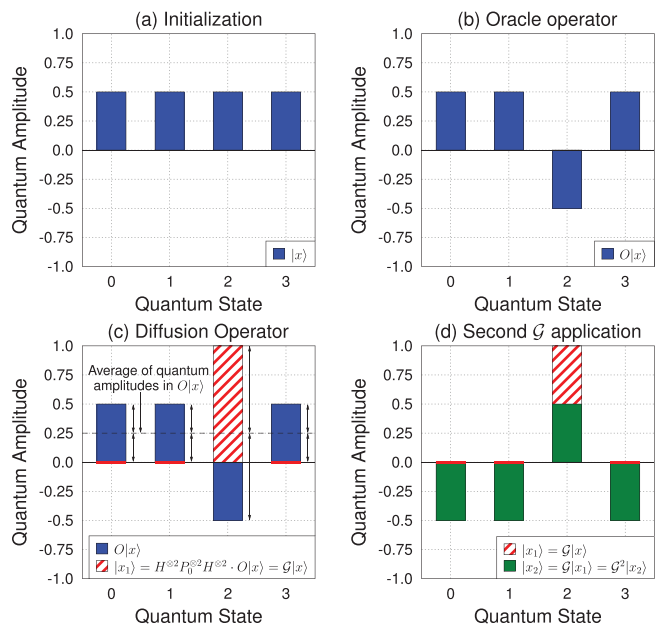 (a) Initialization
Quantum Amplitude
1.0
0.75
0.5
0.25
0.0
-0.25
-0.5
-0.75
-1.0
0 1 2 3
Quantum State
|x⟩
(b) Oracle operator
Quantum Amplitude
1.0
0.75
0.5
0.25
0.0
-0.25
-0.5
-0.75
-1.0
0 1 2 3
Quantum State
O|x⟩
(c) Diffusion Operator
Quantum Amplitude
1.0
0.75
0.5
0.25
0.0
-0.25
-0.5
-0.75
-1.0
Average of quantum
amplitudes in O|x⟩
O|x⟩
|x₁⟩ = H^{⊗2}P₀^{⊗2}H^{⊗2} · O|x⟩ = 𝒢|x⟩
0 1 2 3
Quantum State
(d) Second 𝒢 application
Quantum Amplitude
1.0
0.75
0.5
0.25
0.0
-0.25
-0.5
-0.75
-1.0
|x₁⟩ = 𝒢|x⟩
|x₂⟩ = 𝒢|x₁⟩ = 𝒢²|x₂⟩
0 1 2 3
Quantum State